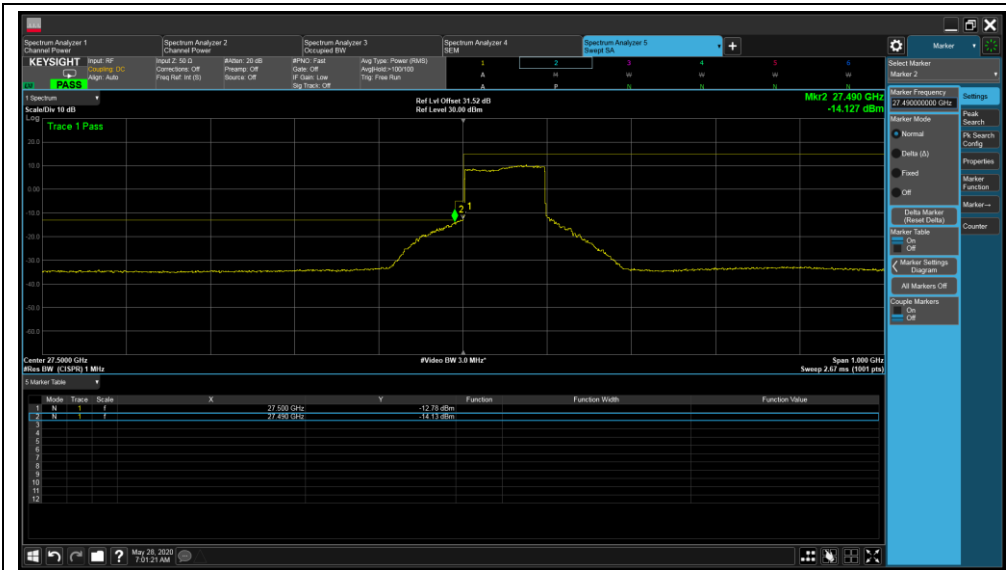 Spectrum Analyzer 1
Channel Power
Spectrum Analyzer 2
Channel Power
Spectrum Analyzer 3
Occupied BW
Spectrum Analyzer 4
SEM
Spectrum Analyzer 5
Swept SA
+
Marker
KEYSIGHT
PASS
Input: RF
Coupling: DC
Align: Auto
Input Z: 50 Ω
Corrections: Off
Freq Ref: Int (S)
#Atten: 20 dB
Preamp: Off
Source: Off
#PNO: Fast
Gate: Off
IF Gain: Low
Sig Track: Off
Avg Type: Power (RMS)
Avg|Hold:>100/100
Trig: Free Run
1 2 3 4 5 6
A M W W W W
A P N N N N
1 Spectrum
Scale/Div 10 dB
Ref Lvl Offset 31.52 dB
Ref Level 30.00 dBm
Mkr2 27.490 GHz
-14.127 dBm
Log
Trace 1 Pass
20.0
10.0
0.00
-10.0
-20.0
-30.0
-40.0
-50.0
-60.0
2 1
Center 27.5000 GHz
#Res BW (CISPR) 1 MHz
#Video BW 3.0 MHz*
Span 1.000 GHz
Sweep 2.67 ms (1001 pts)
5 Marker Table
Mode Trace Scale X Y Function Function Width Function Value
1 N 1 f 27.500 GHz -12.78 dBm
2 N 1 f 27.490 GHz -14.13 dBm
3
4
5
6
7
8
9
10
11
12
Select Marker
Marker 2
Marker Frequency
27.490000000 GHz
Marker Mode
Normal
Delta (Δ)
Fixed
Off
Delta Marker
(Reset Delta)
Marker Table
On
Off
Marker Settings
Diagram
All Markers Off
Couple Markers
On
Off
Settings
Peak
Search
Pk Search
Config
Properties
Marker
Function
Marker→
Counter
?
May 28, 2020
7:01:21 AM